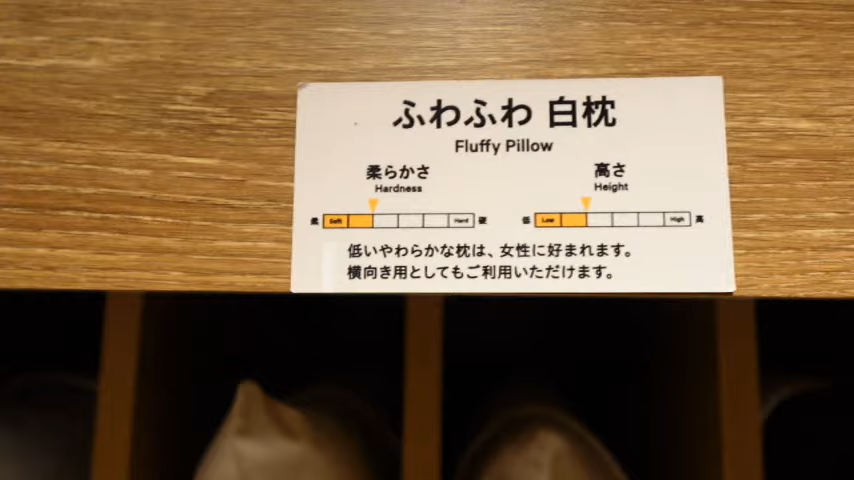 ふわふわ 白枕
Fluffy Pillow
柔らかさ
Hardness
柔 Soft Hard 硬
高さ
Height
低 Low High 高
低いやわらかな枕は、女性に好まれます。
横向き用としてもご利用いただけます。